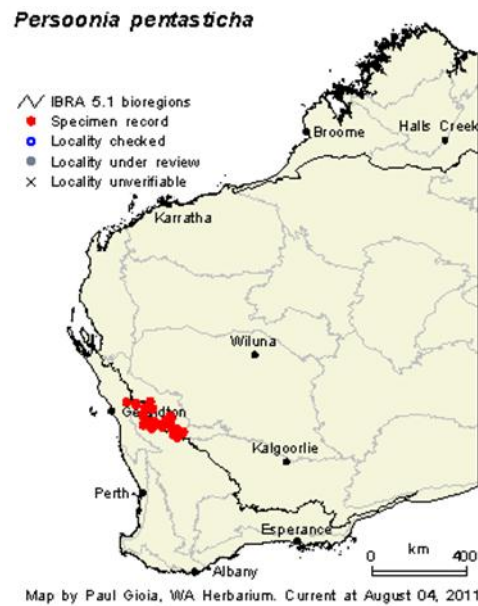 Persoonia pentasticha
IBRA 5.1 bioregions
Specimen record
Locality checked
Locality under review
Locality unverifiable
Broome
Halls Creek
Karratha
Wiluna
Geraldton
Kalgoorlie
Perth
Esperance
Albany
km
0 400
Map by Paul Gioia, WA Herbarium. Current at August 04, 2011